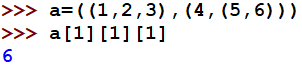 >>> a=((1,2,3),(4,(5,6)))
>>> a[1][1][1]
6